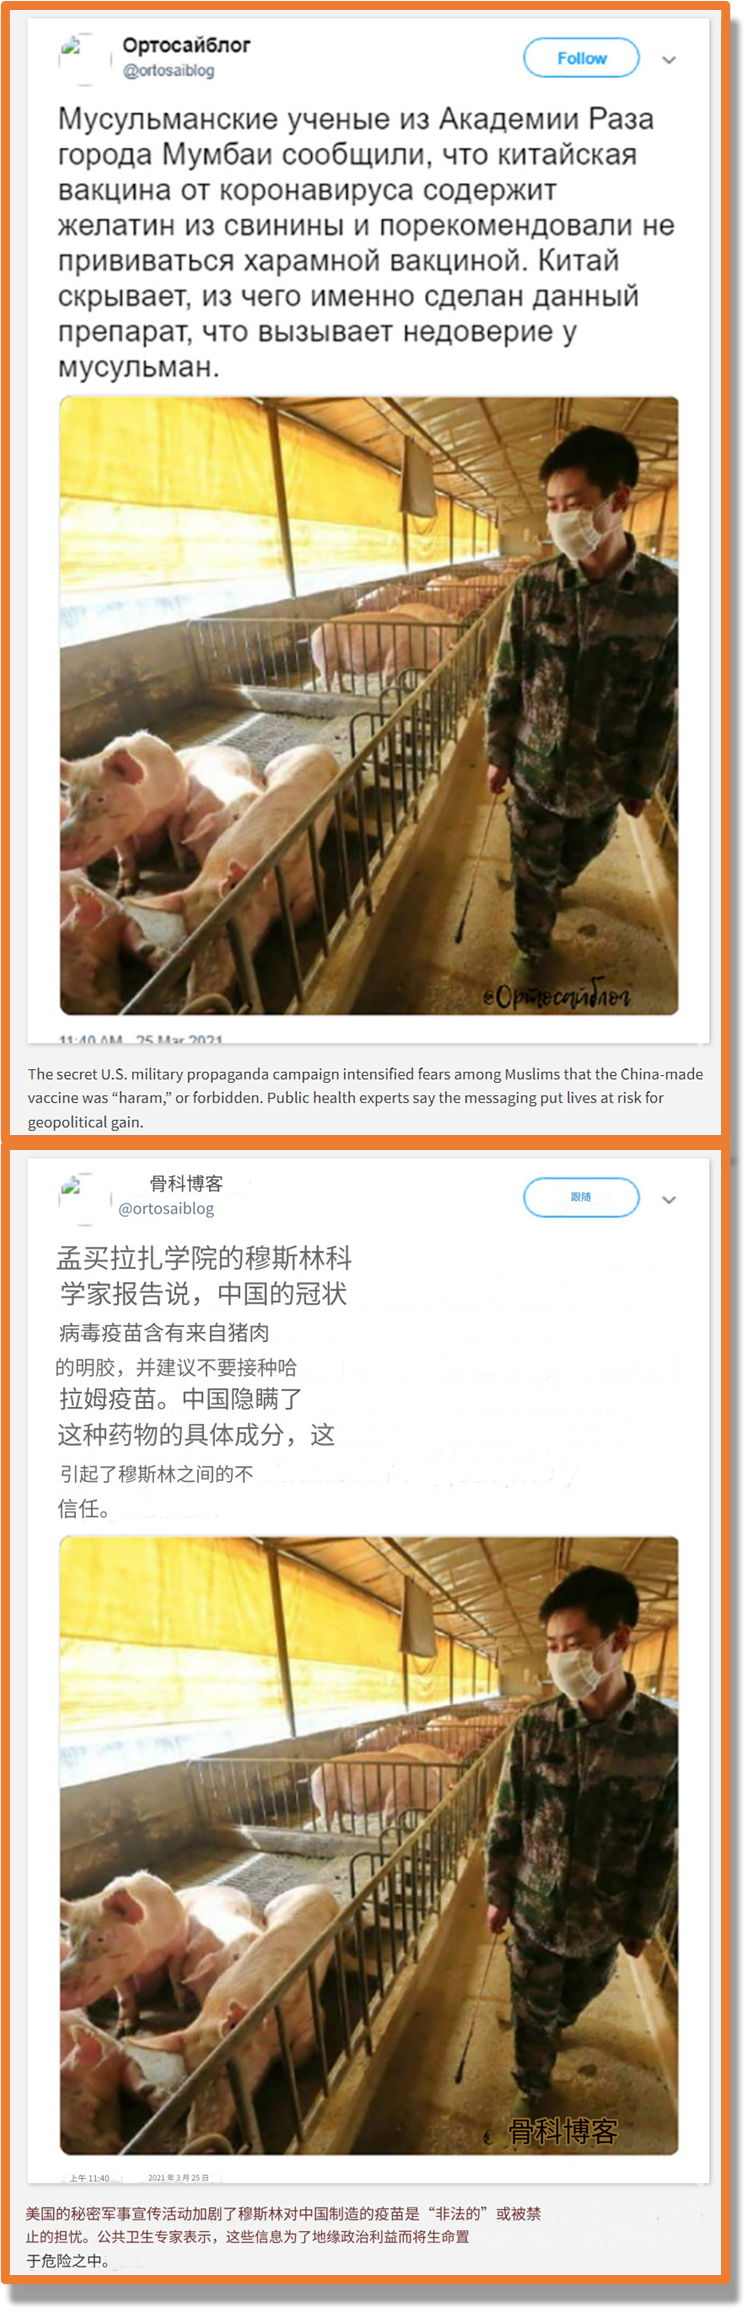 Ортосайблог
Follow
@ortosaiblog
Мусульманские ученые из Академии Раза
города Мумбаи сообщили, что китайская
вакцина от коронавируса содержит
желатин из свинины и порекомендовали не
прививаться харамной вакциной. Китай
скрывает, из чего именно сделан данный
препарат, что вызывает недоверие у
мусульман.
@Ортосайблог
11:40 AM 25 Mar 2021
The secret U.S. military propaganda campaign intensified fears among Muslims that the China-made
vaccine was “haram,” or forbidden. Public health experts say the messaging put lives at risk for
geopolitical gain.
骨科博客
跟随
@ortosaiblog
孟买拉扎学院的穆斯林科
学家报告说，中国的冠状
病毒疫苗含有来自猪肉
的明胶，并建议不要接种哈
拉姆疫苗。中国隐瞒了
这种药物的具体成分，这
引起了穆斯林之间的不
信任。
骨科博客
上午 11:40 2021 年 3 月 25 日
美国的秘密军事宣传活动加剧了穆斯林对中国制造的疫苗是“非法的”或被禁
止的担忧。公共卫生专家表示，这些信息为了地缘政治利益而将生命置
于危险之中。